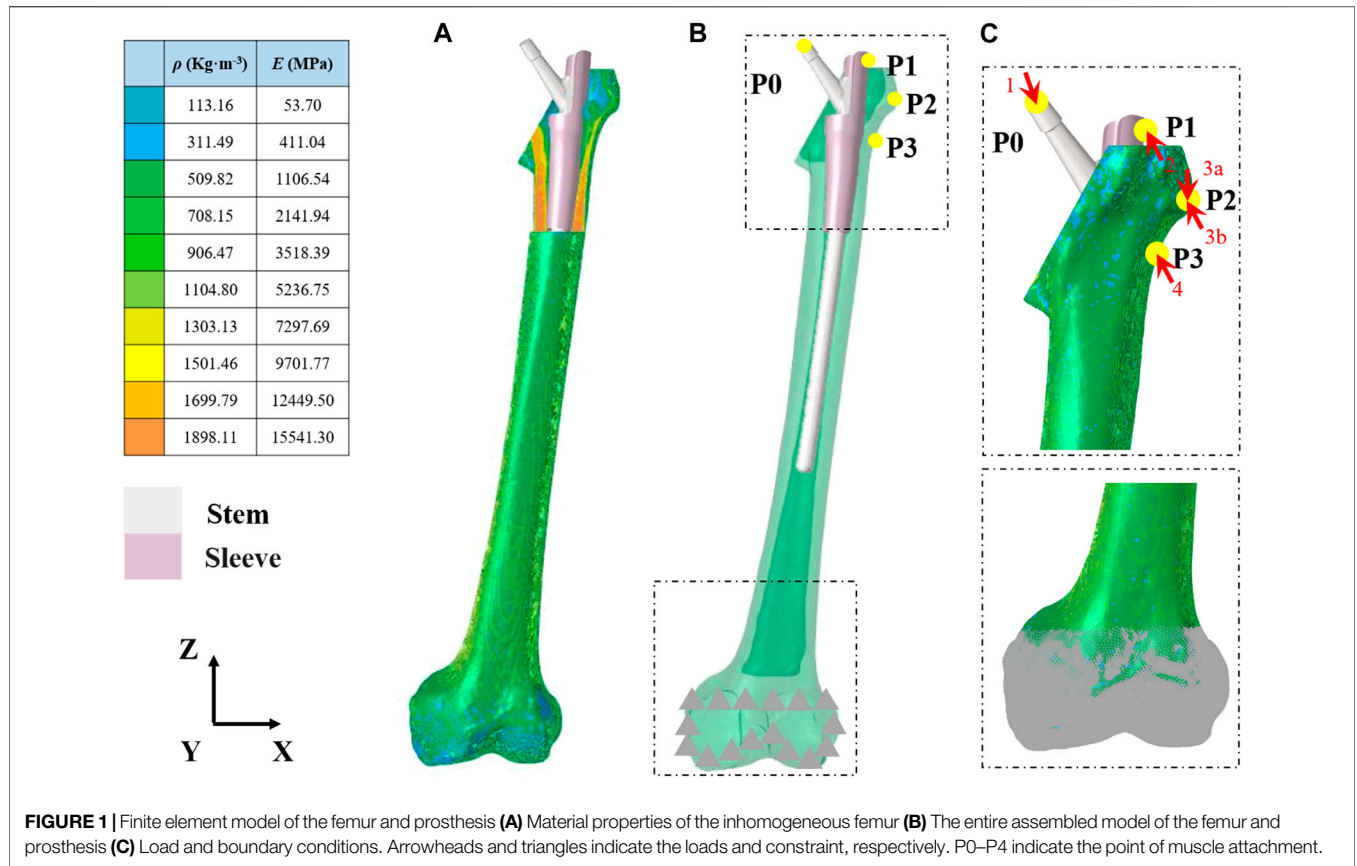 A
B
C
ρ (Kg·m-3) E (MPa)
113.16 53.70
311.49 411.04
509.82 1106.54
708.15 2141.94
906.47 3518.39
1104.80 5236.75
1303.13 7297.69
1501.46 9701.77
1699.79 12449.50
1898.11 15541.30
Stem
Sleeve
Z
Y X
P0
P1
P2
P3
1
P0
P1
2
3a
P2
3b
P3
4
FIGURE 1 | Finite element model of the femur and prosthesis (A) Material properties of the inhomogeneous femur (B) The entire assembled model of the femur and
prosthesis (C) Load and boundary conditions. Arrowheads and triangles indicate the loads and constraint, respectively. P0–P4 indicate the point of muscle attachment.